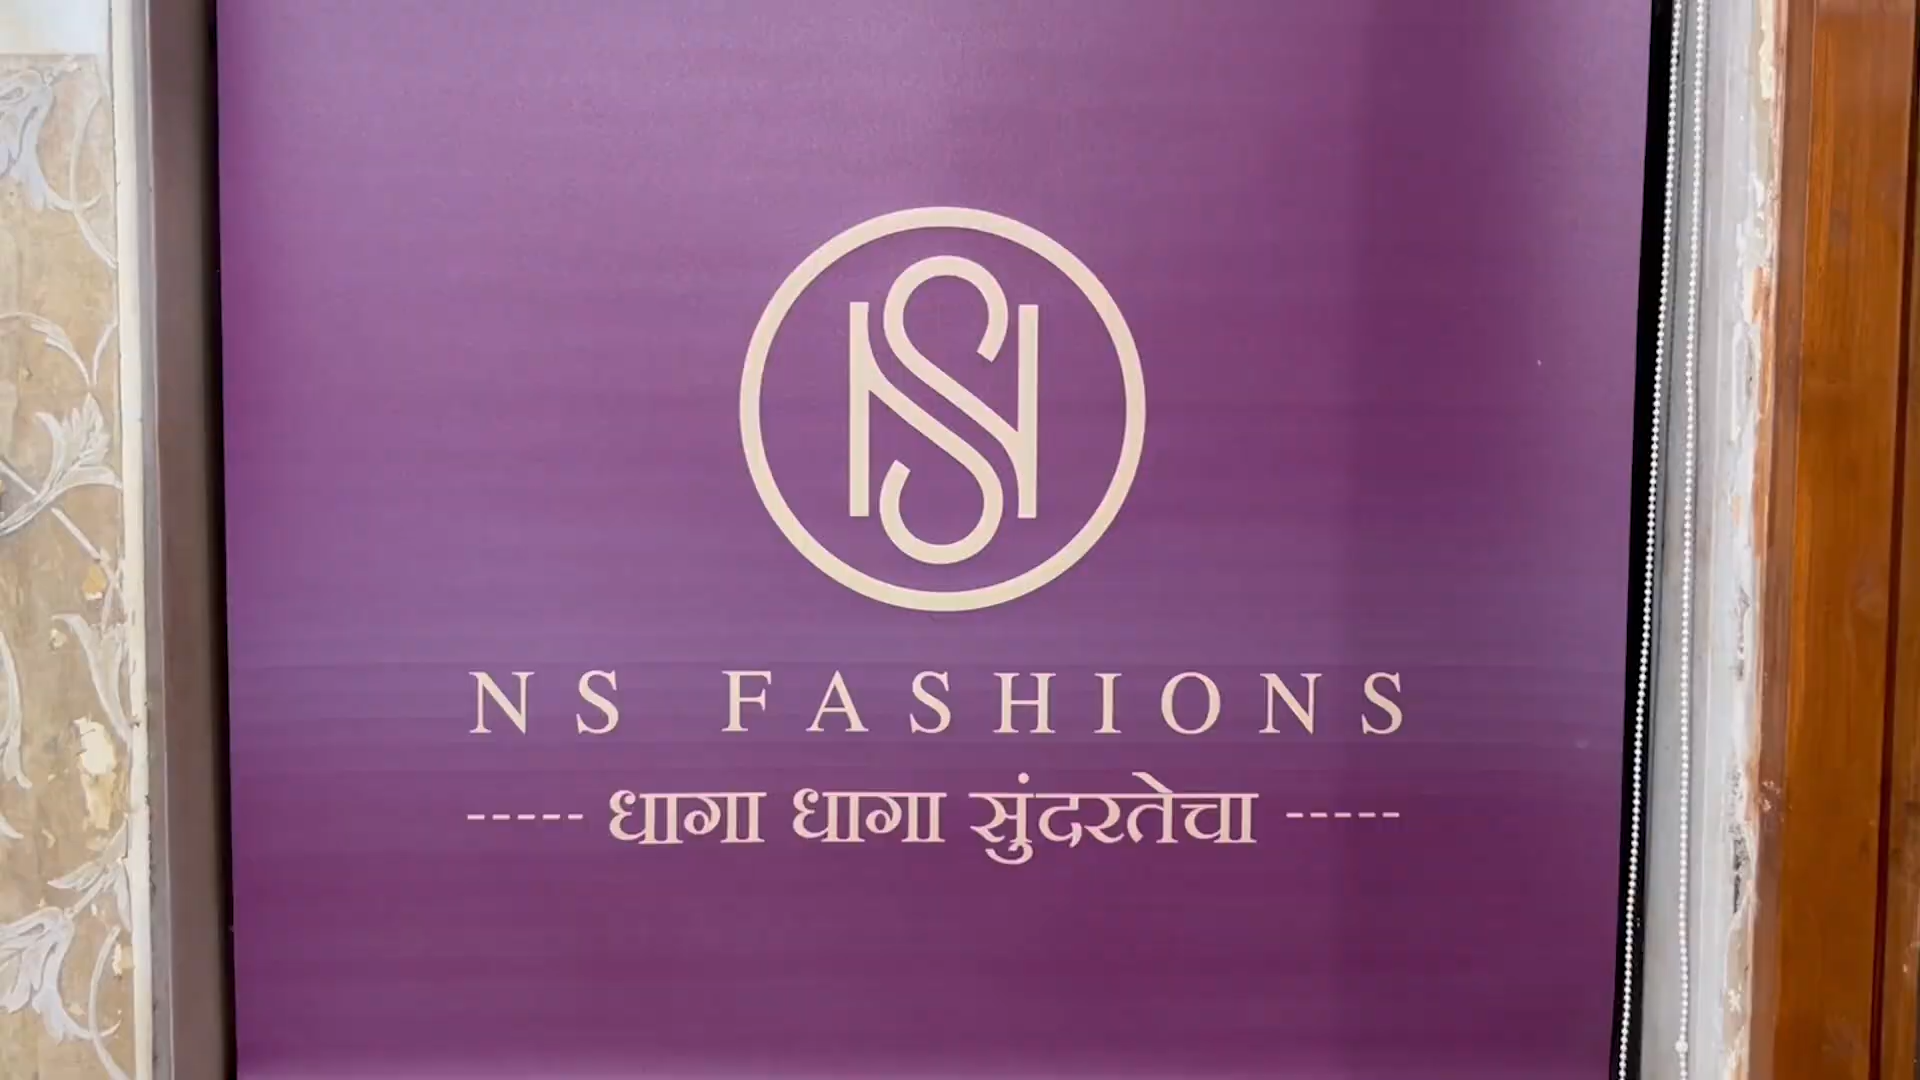 NS
NS FASHIONS
----- धागा धागा सुंदरतेचा -----